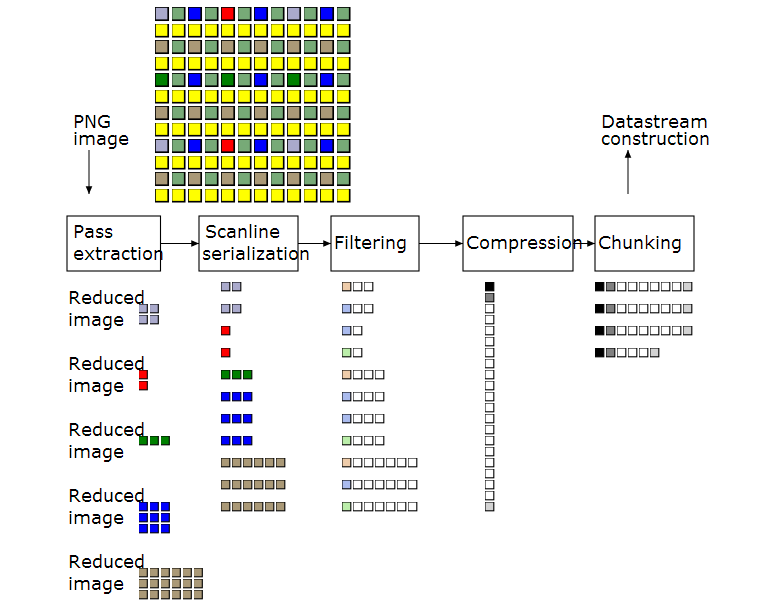 PNG
image
Datastream
construction
Pass
extraction
Scanline
serialization
Filtering
Compression
Chunking
Reduced
image
Reduced
image
Reduced
image
Reduced
image
Reduced
image